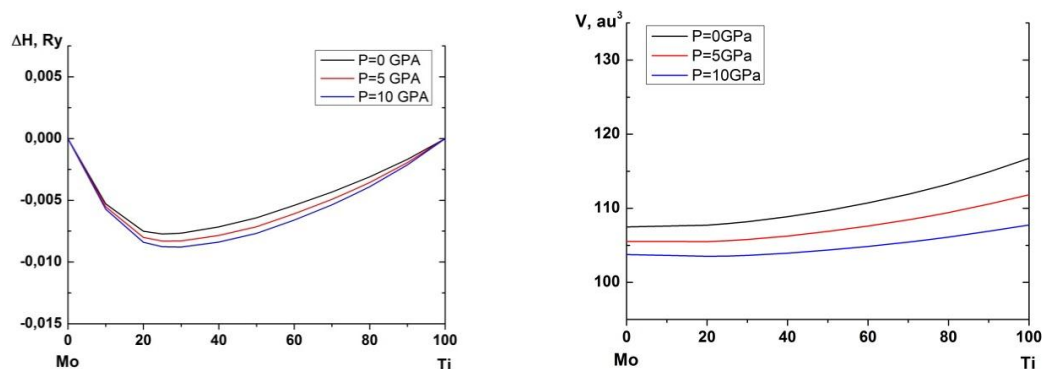 ΔH, Ry
P=0 GPA
P=5 GPA
P=10 GPA
0,005
0,000
-0,005
-0,010
-0,015
0 20 40 60 80 100
Mo Ti
V, au³
P=0GPa
P=5GPa
P=10GPa
130
120
110
100
0 20 40 60 80 100
Mo Ti